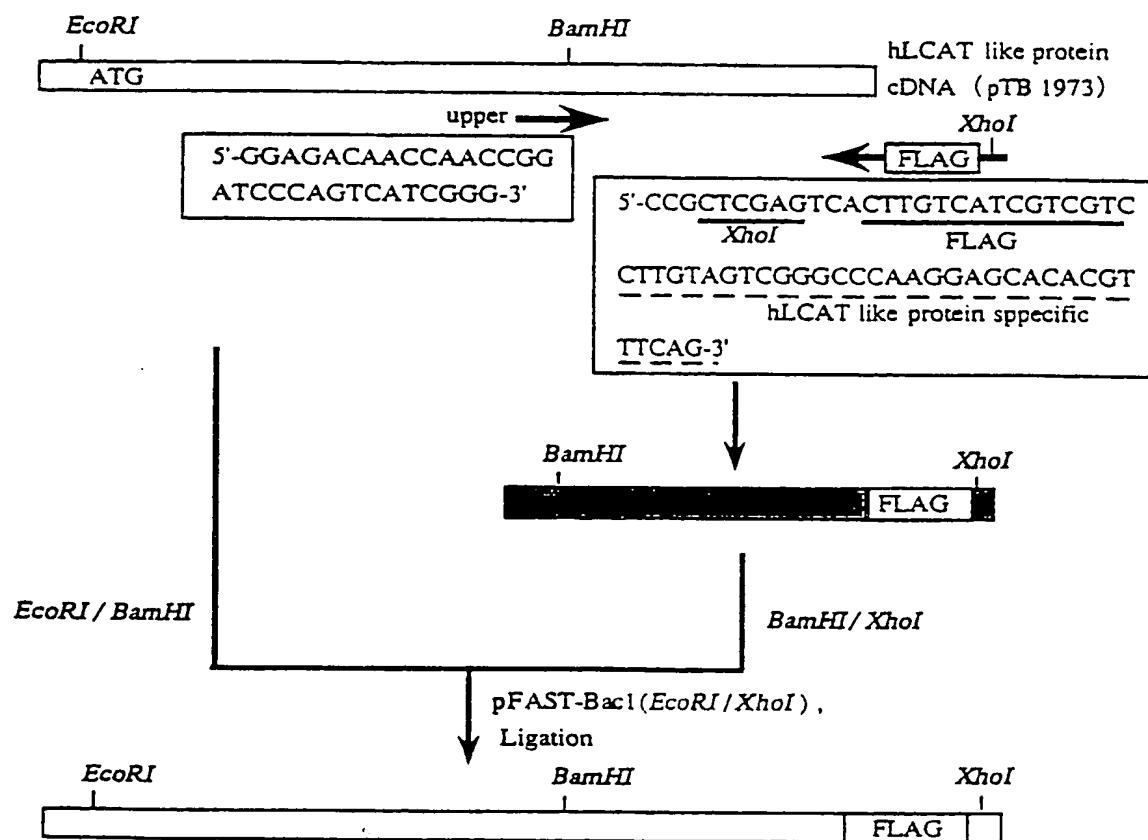 EcoRI
BamHI
ATG
hLCAT like protein
cDNA (pTB 1973)
upper
XhoI
FLAG
5'-GGAGACAACCAACCGG
ATCCCAGTCATCGGG-3'
5'-CCGCTCGAGTCACTTGTCATCGTCGTC
XhoI
FLAG
CTTGTAGTCGGGCCCAAGGAGCACACGT
hLCAT like protein sppecific
TTCAG-3'
BamHI
XhoI
FLAG
EcoRI / BamHI
BamHI / XhoI
pFAST-Bac1 (EcoRI / XhoI) ,
Ligation
EcoRI
BamHI
XhoI
FLAG